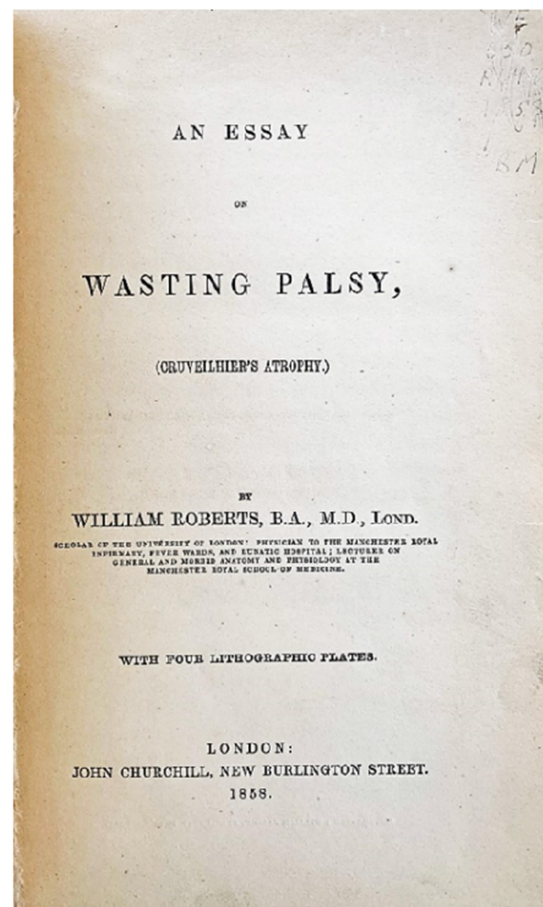 AN ESSAY
ON
WASTING PALSY,
(CRUVEILHIER'S ATROPHY.)
BY
WILLIAM ROBERTS, B.A., M.D., LOND.
SCHOLAR OF THE UNIVERSITY OF LONDON: PHYSICIAN TO THE MANCHESTER ROYAL
INFIRMARY, FEVER WARDS, AND LUNATIC HOSPITAL; LECTURER ON
GENERAL AND MORBID ANATOMY AND PHYSIOLOGY AT THE
MANCHESTER ROYAL SCHOOL OF MEDICINE.
WITH FOUR LITHOGRAPHIC PLATES.
LONDON:
JOHN CHURCHILL, NEW BURLINGTON STREET.
1858.